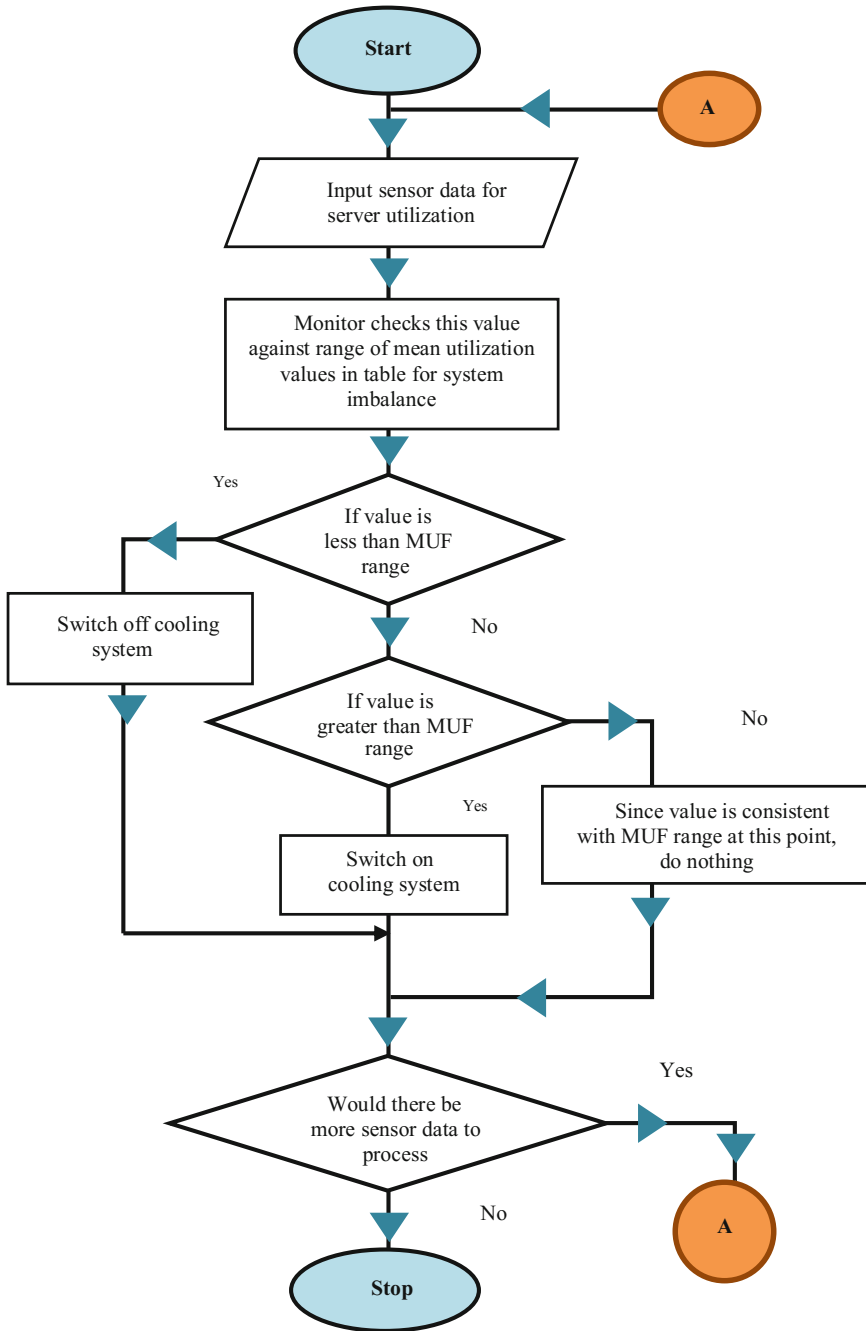 Start
A
Input sensor data for
server utilization
Monitor checks this value
against range of mean utilization
values in table for system
imbalance
Yes
If value is
less than MUF
range
Switch off cooling
system
No
If value is
greater than MUF
range
No
Yes
Since value is consistent
with MUF range at this point,
do nothing
Switch on
cooling system
Yes
Would there be
more sensor data to
process
No
A
Stop